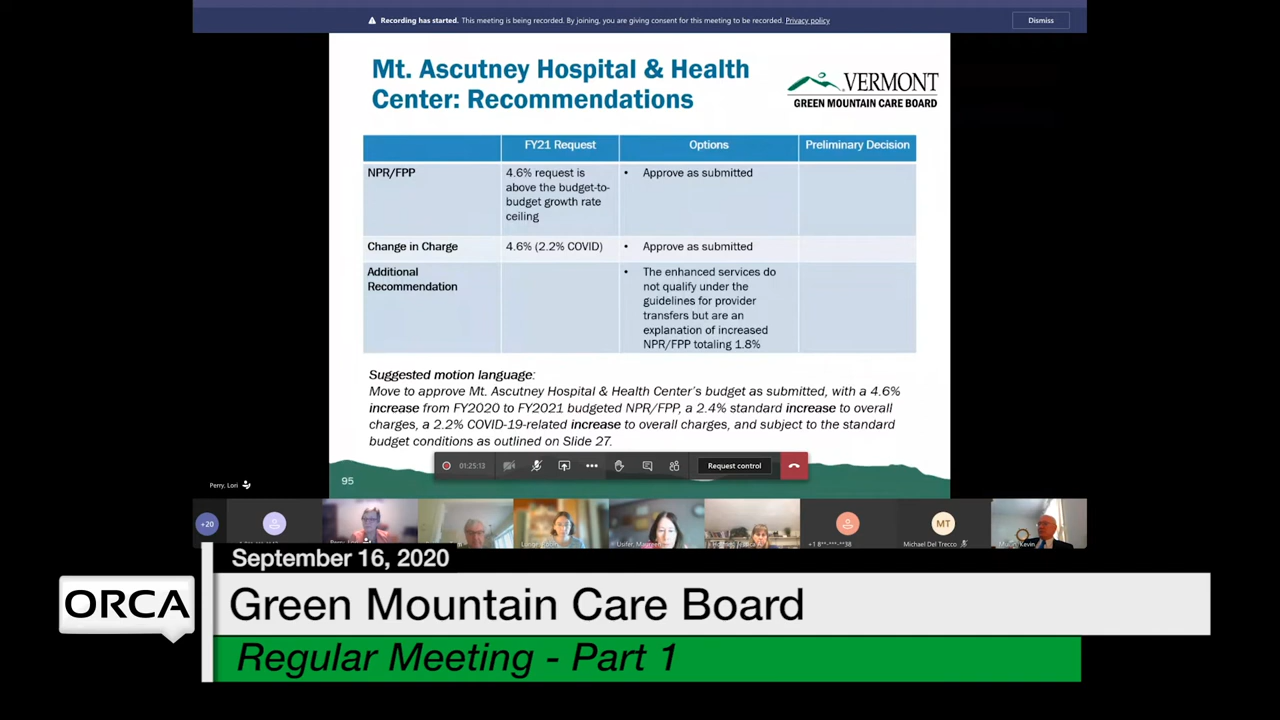 Recording has started. This meeting is being recorded. By joining, you are giving consent for this meeting to be recorded. Privacy policy
Dismiss
Mt. Ascutney Hospital & Health
Center: Recommendations
VERMONT
GREEN MOUNTAIN CARE BOARD
FY21 Request
Options
Preliminary Decision
NPR/FPP
4.6% request is
above the budget-to-
budget growth rate
ceiling
• Approve as submitted
Change in Charge
4.6% (2.2% COVID)
• Approve as submitted
Additional
Recommendation
• The enhanced services do
not qualify under the
guidelines for provider
transfers but are an
explanation of increased
NPR/FPP totaling 1.8%
Suggested motion language:
Move to approve Mt. Ascutney Hospital & Health Center's budget as submitted, with a 4.6%
increase from FY2020 to FY2021 budgeted NPR/FPP, a 2.4% standard increase to overall
charges, a 2.2% COVID-19-related increase to overall charges, and subject to the standard
budget conditions as outlined on Slide 27.
01:25:13
Request control
95
Perry, Lori
+20
MT
Michael Del Trecco
September 16, 2020
ORCA
Green Mountain Care Board
Regular Meeting - Part 1